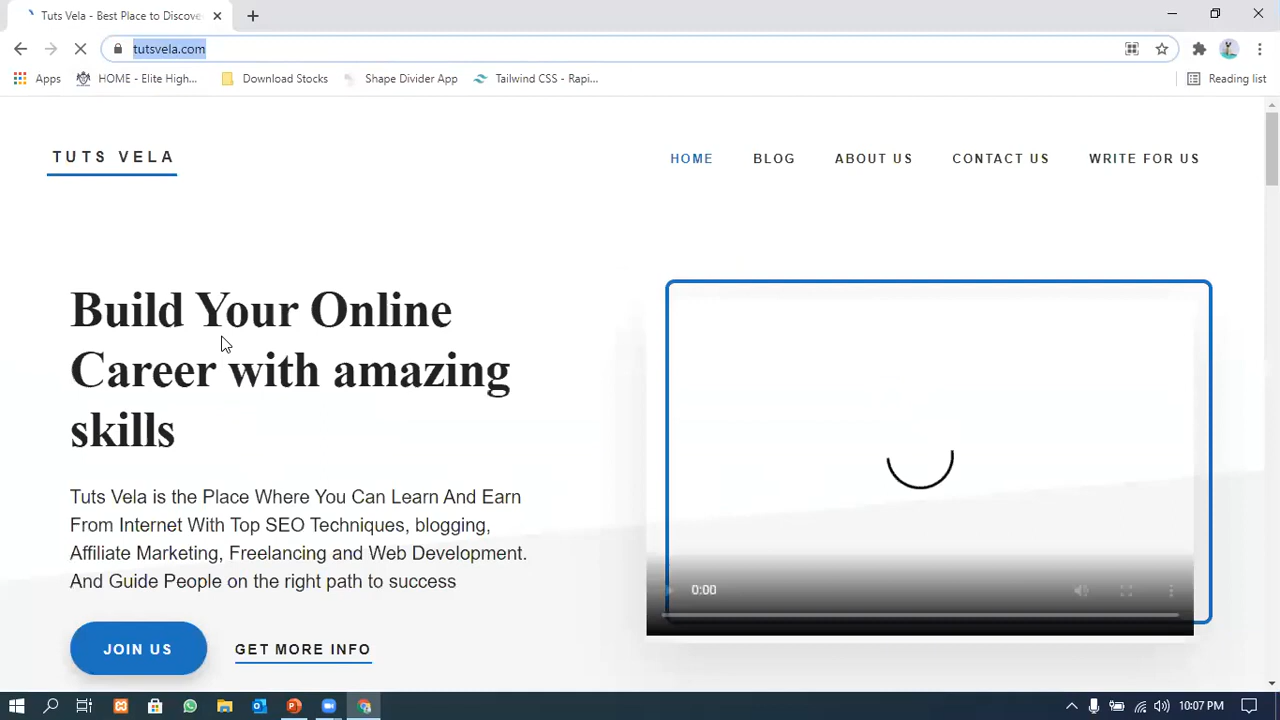 Tuts Vela - Best Place to Discove
tutsvela.com
Apps
HOME - Elite High...
Download Stocks
Shape Divider App
Tailwind CSS - Rapi...
Reading list
TUTS VELA
HOME
BLOG
ABOUT US
CONTACT US
WRITE FOR US
Build Your Online
Career with amazing
skills
Tuts Vela is the Place Where You Can Learn And Earn
From Internet With Top SEO Techniques, blogging,
Affiliate Marketing, Freelancing and Web Development.
And Guide People on the right path to success
JOIN US
GET MORE INFO
0:00
10:07 PM